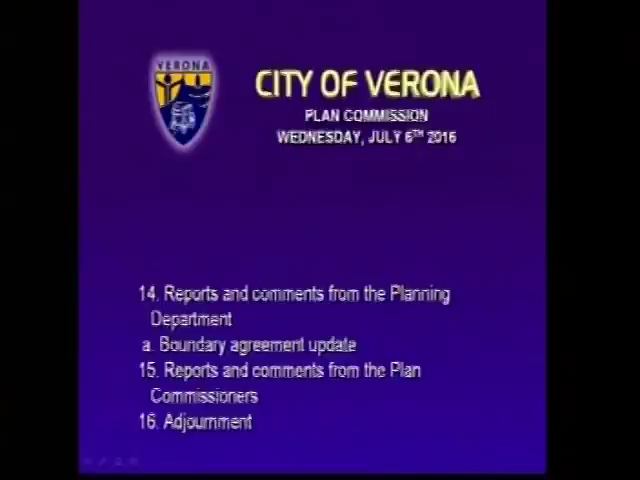 VERONA
CITY OF VERONA
PLAN COMMISSION
WEDNESDAY, JULY 6TH 2016
14. Reports and comments from the Planning
Department
a. Boundary agreement update
15. Reports and comments from the Plan
Commissioners
16. Adjournment